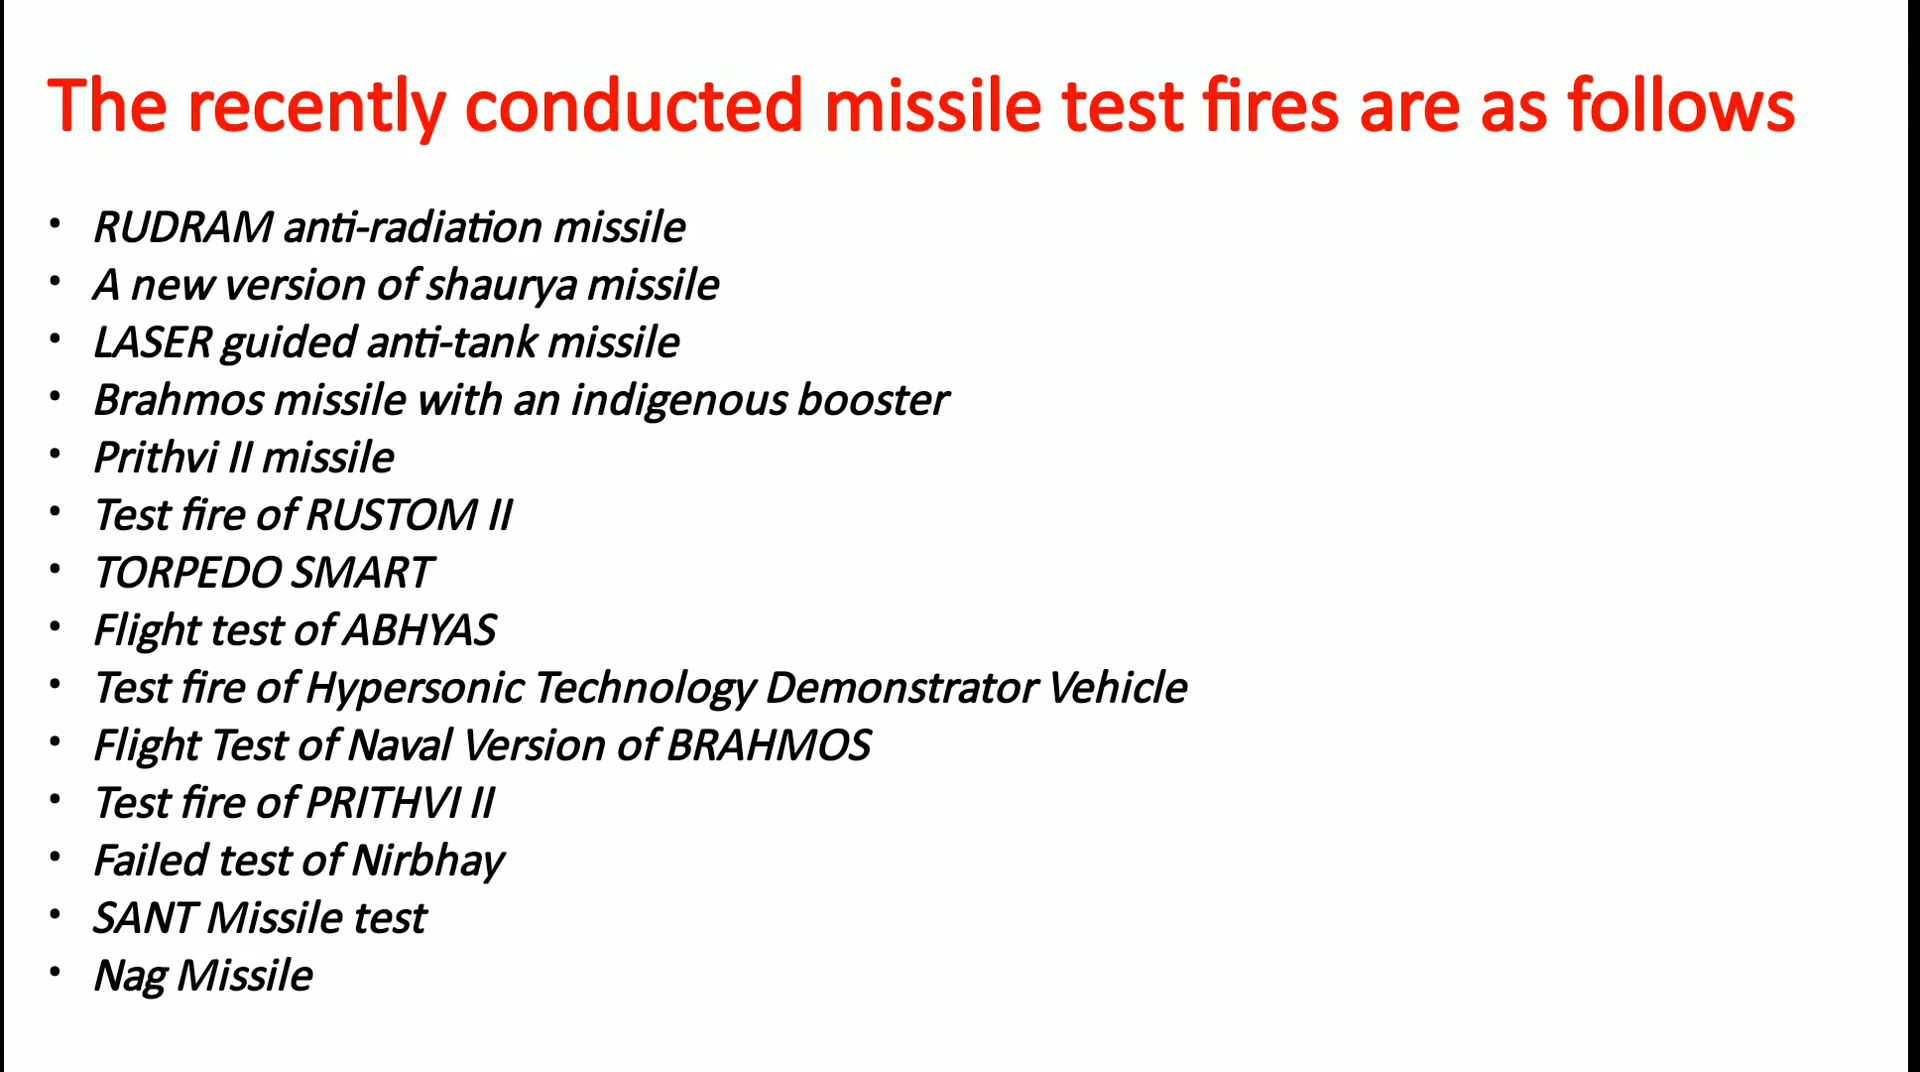 The recently conducted missile test fires are as follows
• RUDRAM anti-radiation missile
• A new version of shaurya missile
• LASER guided anti-tank missile
• Brahmos missile with an indigenous booster
• Prithvi II missile
• Test fire of RUSTOM II
• TORPEDO SMART
• Flight test of ABHYAS
• Test fire of Hypersonic Technology Demonstrator Vehicle
• Flight Test of Naval Version of BRAHMOS
• Test fire of PRITHVI II
• Failed test of Nirbhay
• SANT Missile test
• Nag Missile